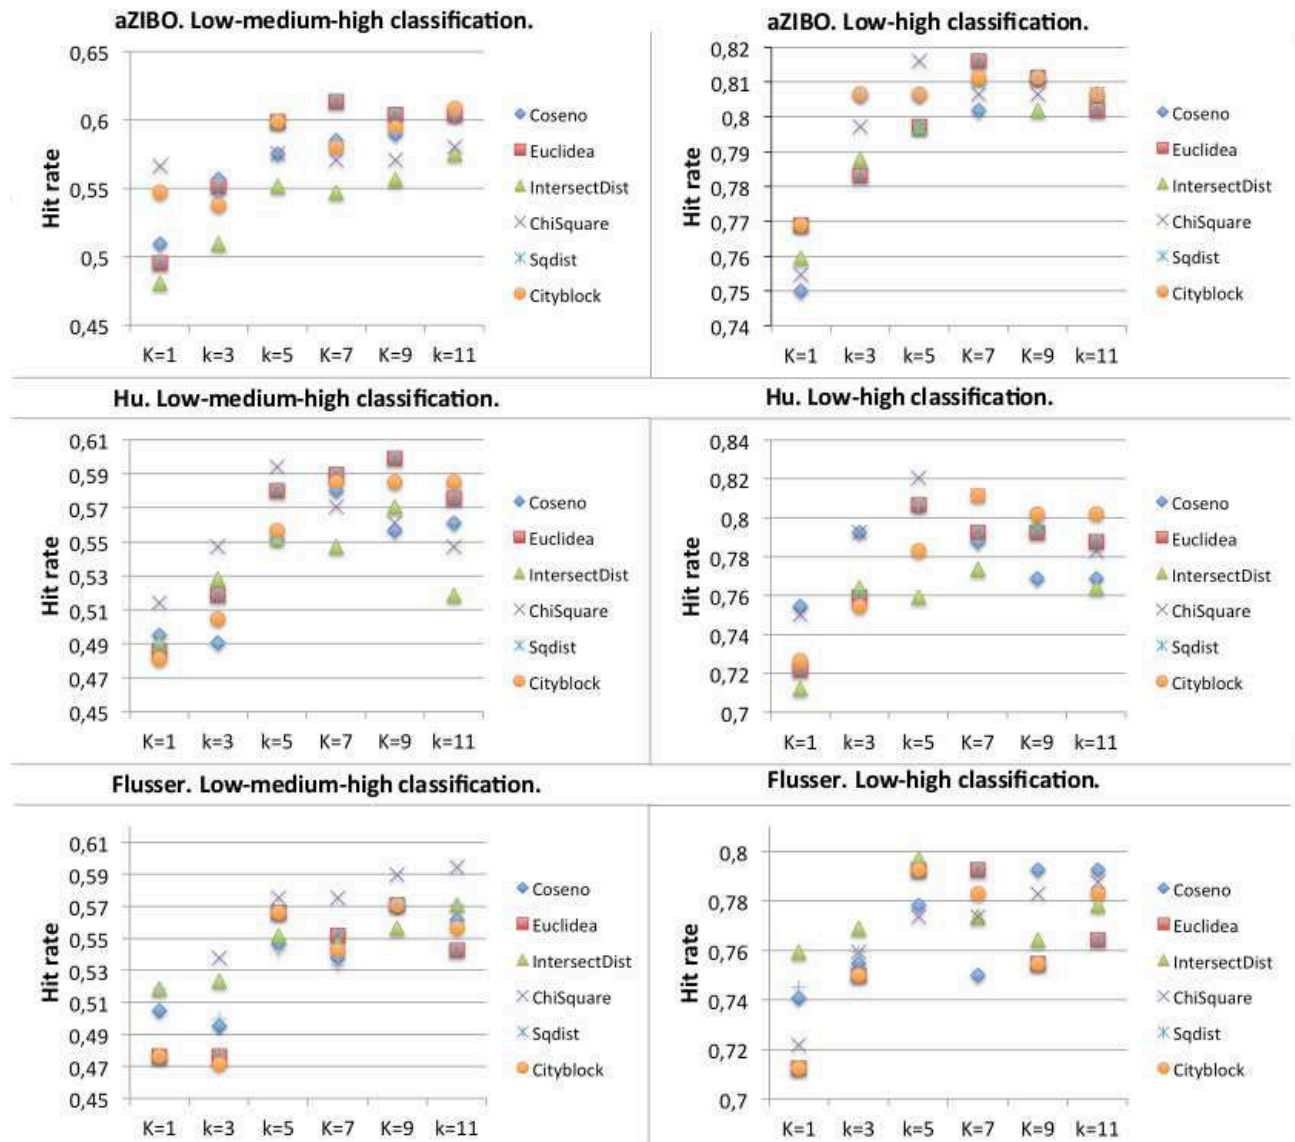 aZIBO. Low-medium-high classification.
0,65
0,6
0,55
0,5
0,45
Hit rate
K=1 k=3 k=5 K=7 K=9 k=11
Coseno
Euclidea
IntersectDist
ChiSquare
Sqdist
Cityblock
aZIBO. Low-high classification.
0,82
0,81
0,8
0,79
0,78
0,77
0,76
0,75
0,74
Hit rate
K=1 k=3 k=5 K=7 K=9 k=11
Coseno
Euclidea
IntersectDist
ChiSquare
Sqdist
Cityblock
Hu. Low-medium-high classification.
0,61
0,59
0,57
0,55
0,53
0,51
0,49
0,47
0,45
Hit rate
K=1 k=3 k=5 K=7 K=9 k=11
Coseno
Euclidea
IntersectDist
ChiSquare
Sqdist
Cityblock
Hu. Low-high classification.
0,84
0,82
0,8
0,78
0,76
0,74
0,72
0,7
Hit rate
K=1 k=3 k=5 K=7 K=9 k=11
Coseno
Euclidea
IntersectDist
ChiSquare
Sqdist
Cityblock
Flusser. Low-medium-high classification.
0,61
0,59
0,57
0,55
0,53
0,51
0,49
0,47
0,45
Hit rate
K=1 k=3 k=5 K=7 K=9 k=11
Coseno
Euclidea
IntersectDist
ChiSquare
Sqdist
Cityblock
Flusser. Low-high classification.
0,8
0,78
0,76
0,74
0,72
0,7
Hit rate
K=1 k=3 k=5 K=7 K=9 k=11
Coseno
Euclidea
IntersectDist
ChiSquare
Sqdist
Cityblock